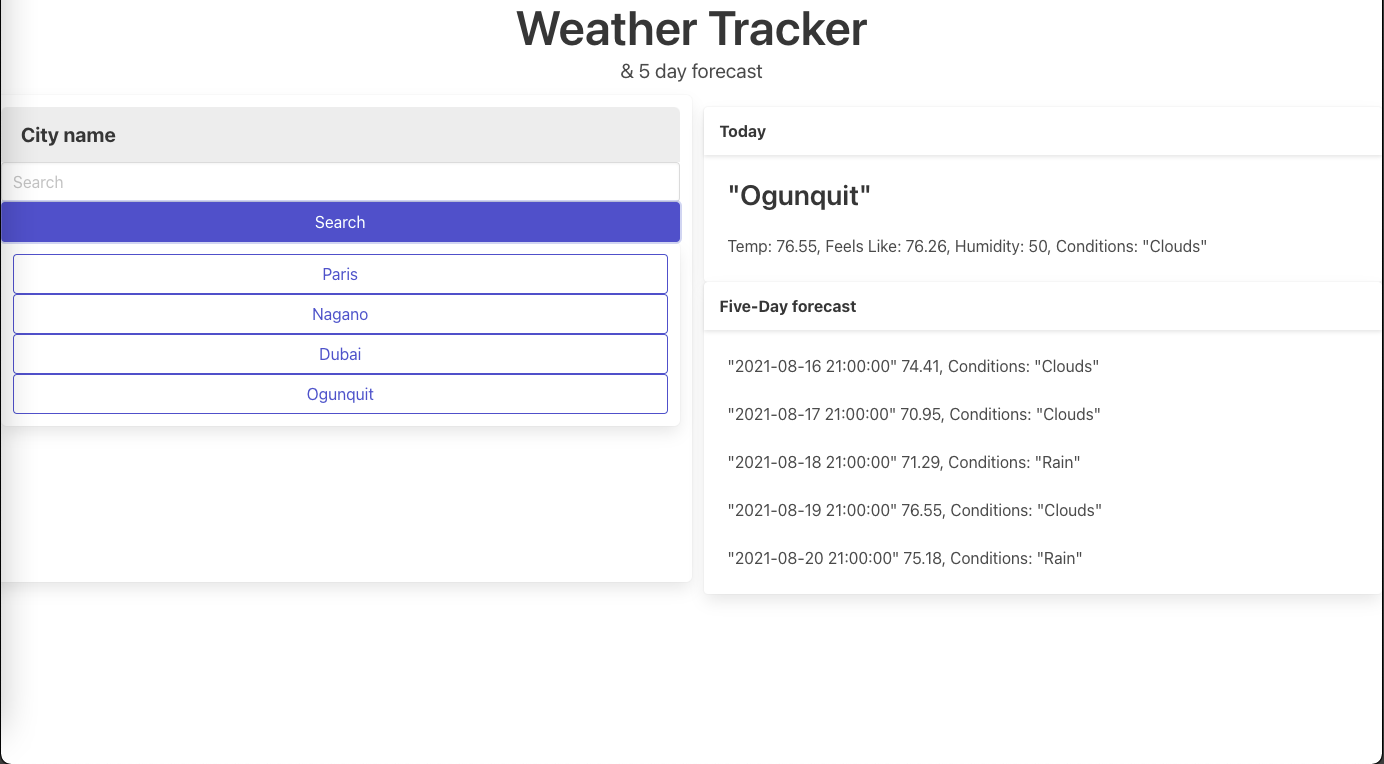 Weather Tracker
& 5 day forecast
City name
Search
Search
Paris
Nagano
Dubai
Ogunquit
Today
"Ogunquit"
Temp: 76.55, Feels Like: 76.26, Humidity: 50, Conditions: "Clouds"
Five-Day forecast
"2021-08-16 21:00:00" 74.41, Conditions: "Clouds"
"2021-08-17 21:00:00" 70.95, Conditions: "Clouds"
"2021-08-18 21:00:00" 71.29, Conditions: "Rain"
"2021-08-19 21:00:00" 76.55, Conditions: "Clouds"
"2021-08-20 21:00:00" 75.18, Conditions: "Rain"